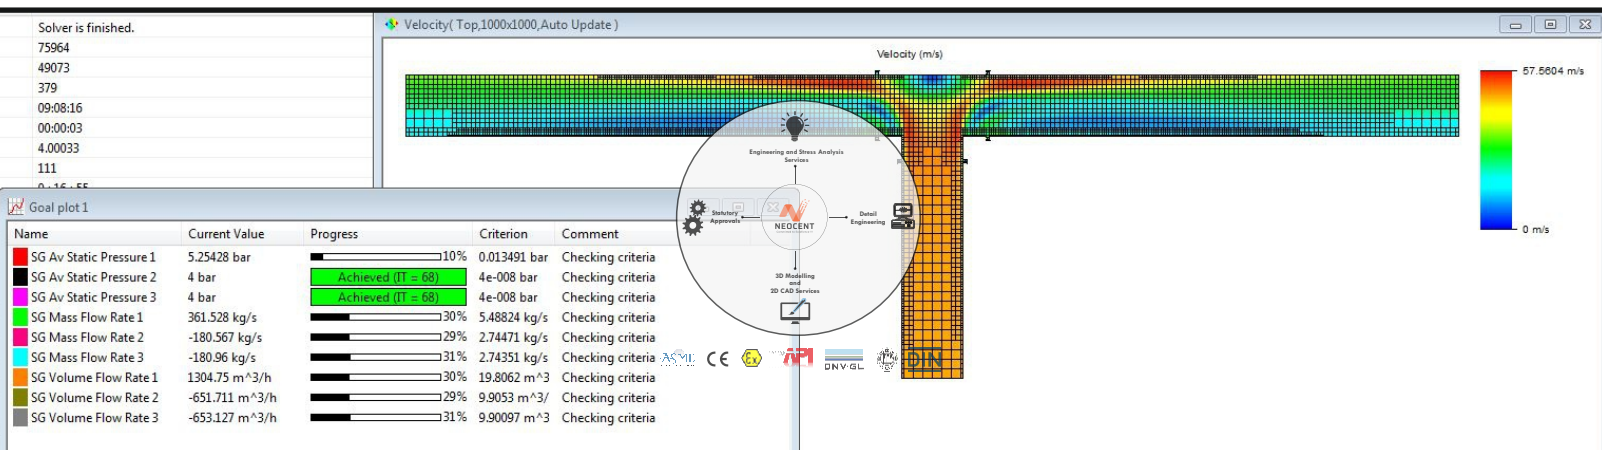 Solver is finished.
75964
49073
379
09:08:16
00:00:03
4.00033
111
0 : 16 : 55
Velocity( Top,1000x1000,Auto Update )
Velocity (m/s)
57.5604 m/s
0 m/s
Goal plot 1
Name Current Value Progress Criterion Comment
SG Av Static Pressure 1 5.25428 bar 10% 0.013491 bar Checking criteria
SG Av Static Pressure 2 4 bar Achieved (IT = 68) 4e-008 bar Checking criteria
SG Av Static Pressure 3 4 bar Achieved (IT = 68) 4e-008 bar Checking criteria
SG Mass Flow Rate 1 361.528 kg/s 30% 5.48824 kg/s Checking criteria
SG Mass Flow Rate 2 -180.567 kg/s 29% 2.74471 kg/s Checking criteria
SG Mass Flow Rate 3 -180.96 kg/s 31% 2.74351 kg/s Checking criteria
SG Volume Flow Rate 1 1304.75 m^3/h 30% 19.8062 m^3 Checking criteria
SG Volume Flow Rate 2 -651.711 m^3/h 29% 9.9053 m^3/ Checking criteria
SG Volume Flow Rate 3 -653.127 m^3/h 31% 9.90097 m^3 Checking criteria
Engineering and Stress Analysis
Services
Statutory
Approvals
NEOCENT
Detail
Engineering
3D Modelling
and
2D CAD Services
ASME CE Ex API DNV·GL DIN